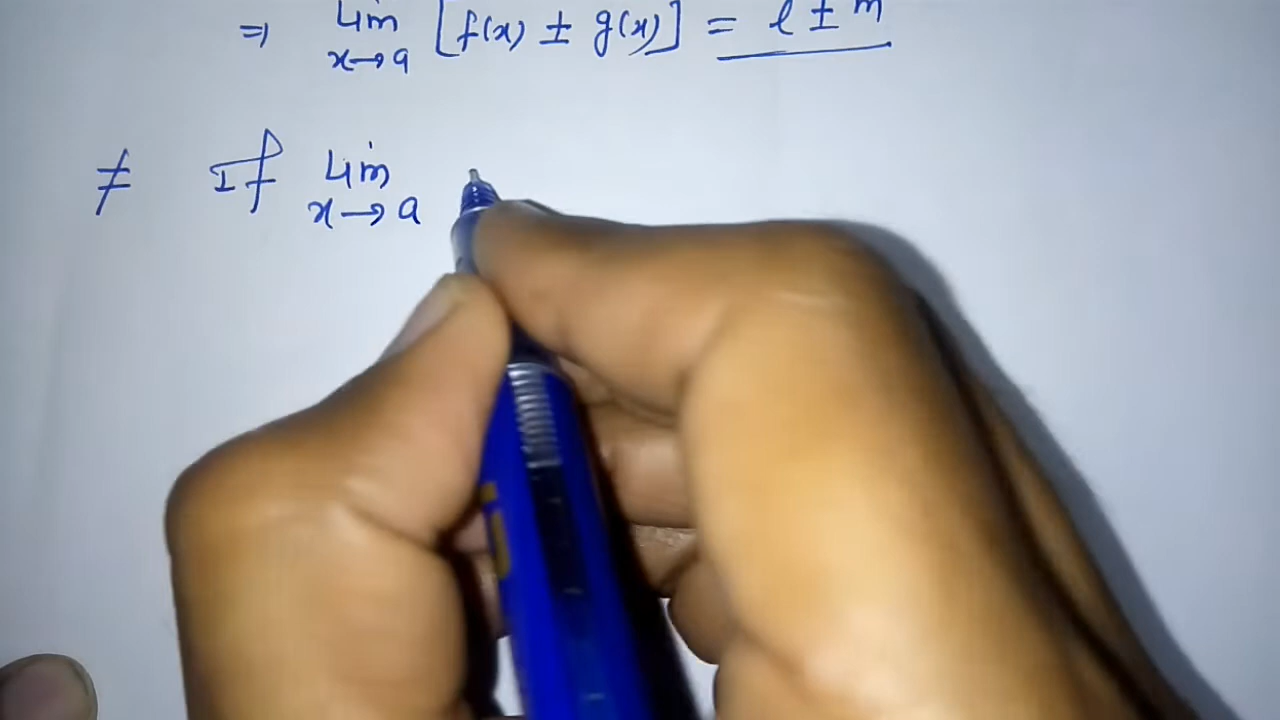 ⇒ Lim [f(x) ± g(x)] = l ± m
x→a
≠ If Lim
x→a